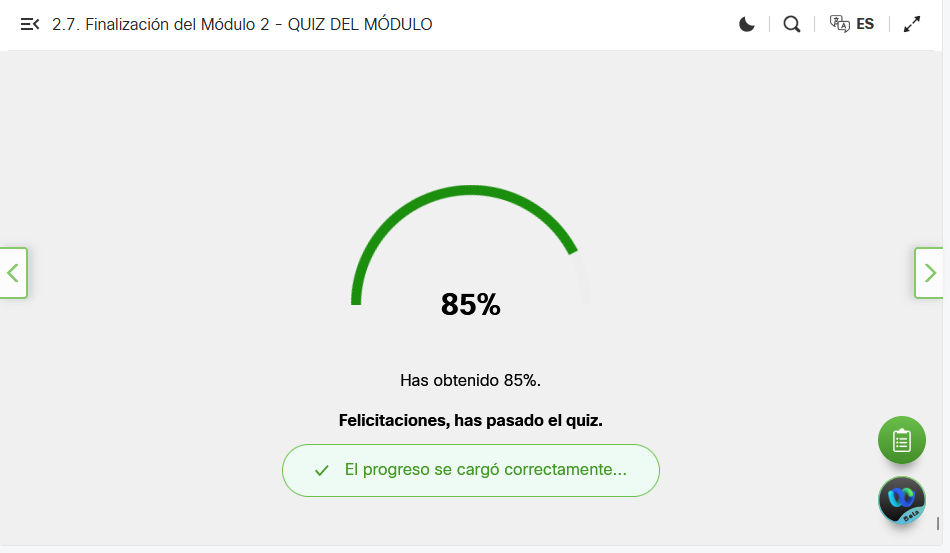 2.7. Finalización del Módulo 2 - QUIZ DEL MÓDULO
ES
85%
Has obtenido 85%.
Felicitaciones, has pasado el quiz.
El progreso se cargó correctamente...
Beta